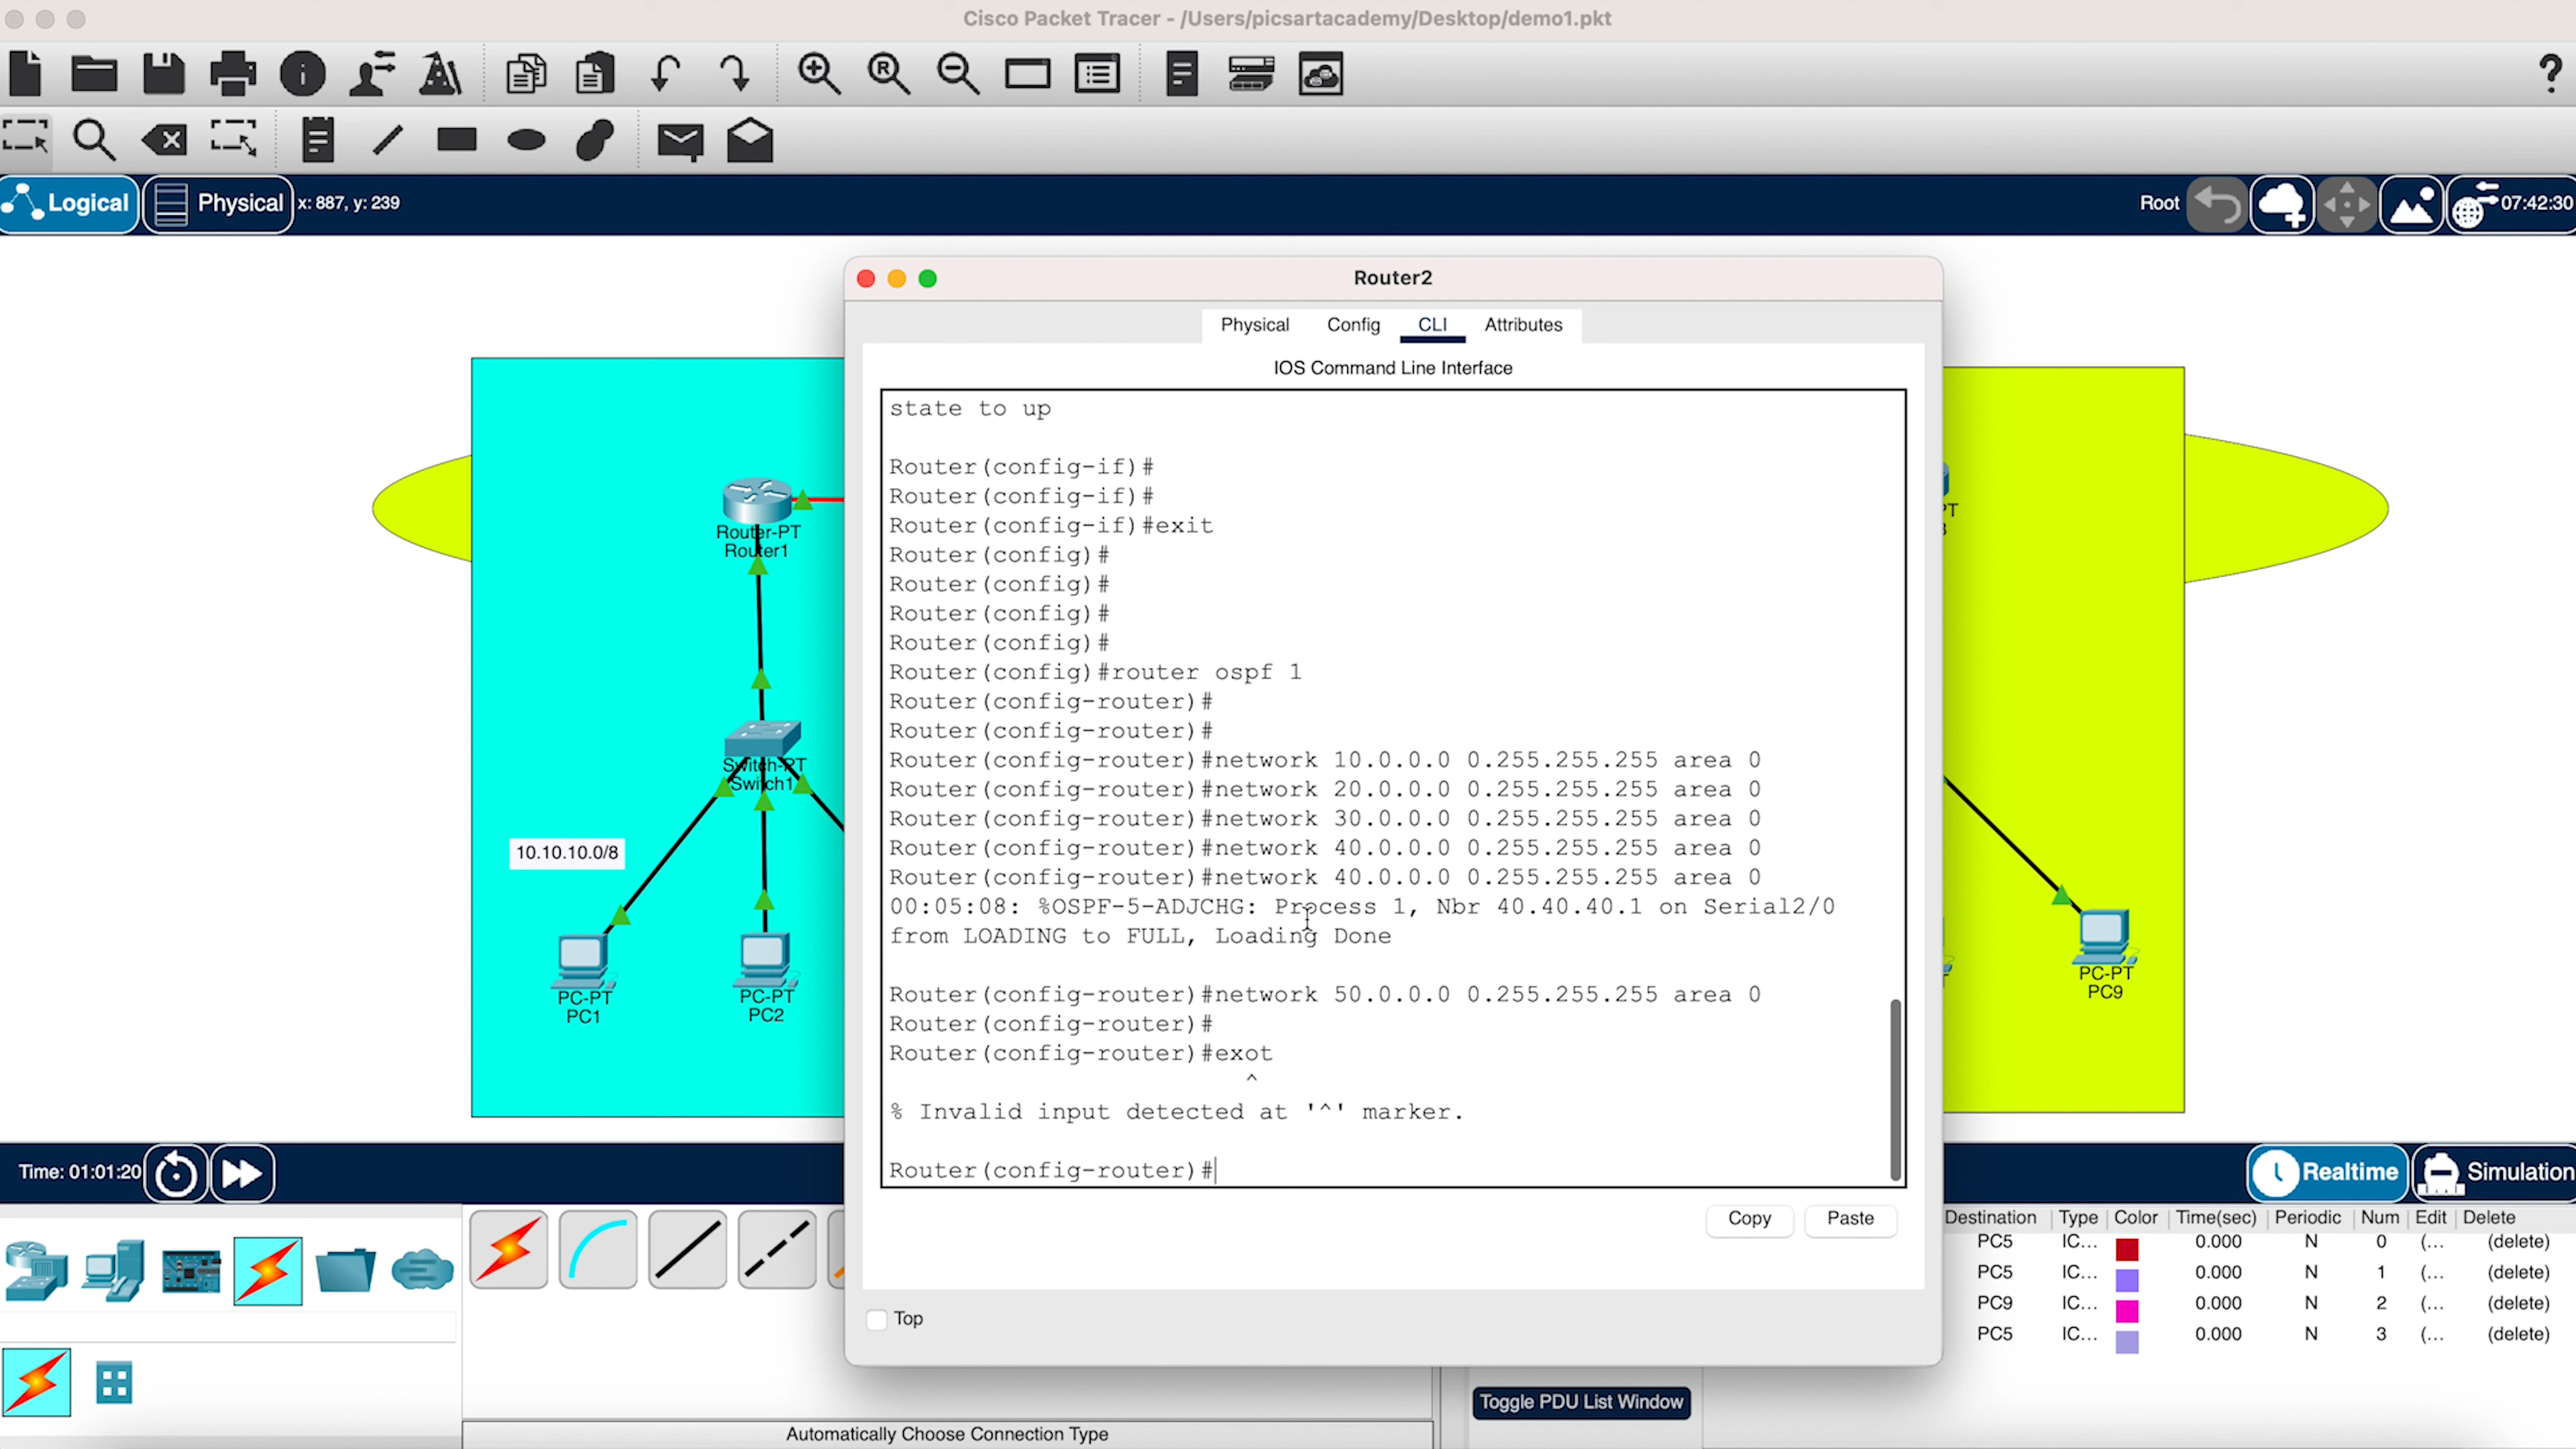 Cisco Packet Tracer - /Users/picsartacademy/Desktop/demo1.pkt
?
R
Logical
Physical
x: 887, y: 239
Root
07:42:30
Router2
Physical
Config
CLI
Attributes
IOS Command Line Interface
state to up
Router(config-if)#
Router(config-if)#
Router(config-if)#exit
Router(config)#
Router(config)#
Router(config)#
Router(config)#
Router(config)#router ospf 1
Router(config-router)#
Router(config-router)#
Router(config-router)#network 10.0.0.0 0.255.255.255 area 0
Router(config-router)#network 20.0.0.0 0.255.255.255 area 0
Router(config-router)#network 30.0.0.0 0.255.255.255 area 0
Router(config-router)#network 40.0.0.0 0.255.255.255 area 0
Router(config-router)#network 40.0.0.0 0.255.255.255 area 0
00:05:08: %OSPF-5-ADJCHG: Process 1, Nbr 40.40.40.1 on Serial2/0
from LOADING to FULL, Loading Done
Router(config-router)#network 50.0.0.0 0.255.255.255 area 0
Router(config-router)#
Router(config-router)#exot
^
% Invalid input detected at '^' marker.
Router(config-router)#
Copy
Paste
Top
Router-PT
Router1
Switch-PT
Switch1
10.10.10.0/8
PC-PT
PC1
PC-PT
PC2
PC-PT
PC9
Time: 01:01:20
Realtime
Simulation
Destination Type Color Time(sec) Periodic Num Edit Delete
PC5 IC... 0.000 N 0 (... (delete)
PC5 IC... 0.000 N 1 (... (delete)
PC9 IC... 0.000 N 2 (... (delete)
PC5 IC... 0.000 N 3 (... (delete)
Toggle PDU List Window
Automatically Choose Connection Type